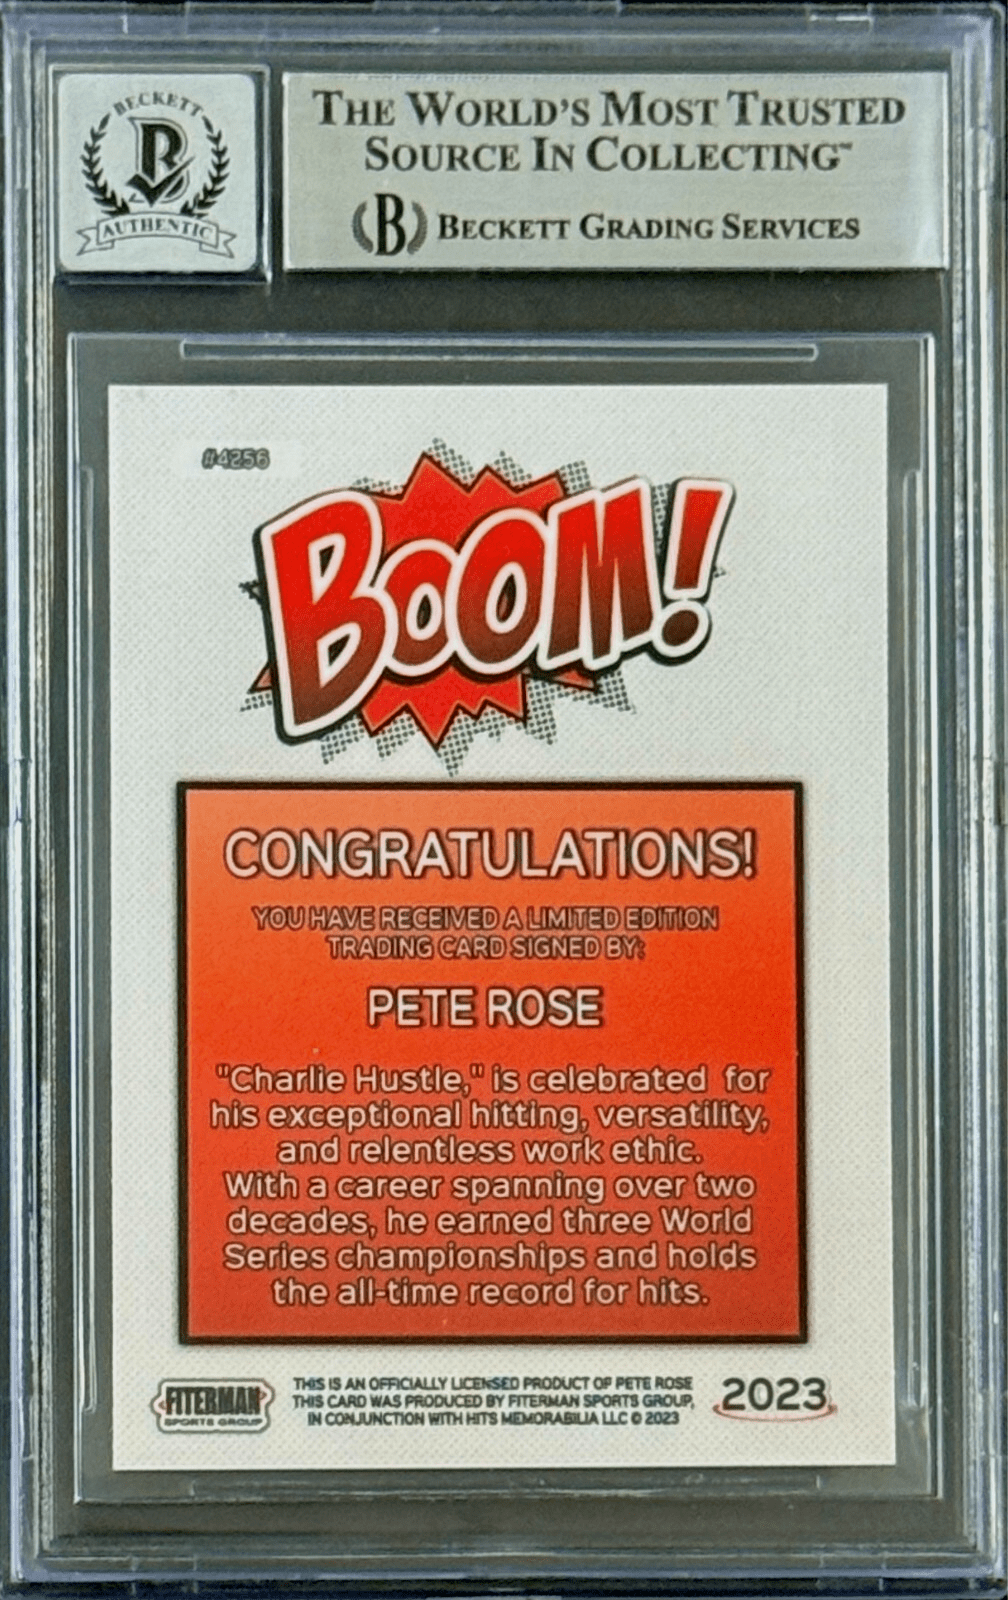 BECKETT
B
AUTHENTIC
THE WORLD'S MOST TRUSTED
SOURCE IN COLLECTING™
B BECKETT GRADING SERVICES
#4256
BOOM!
CONGRATULATIONS!
YOU HAVE RECEIVED A LIMITED EDITION
TRADING CARD SIGNED BY:
PETE ROSE
"Charlie Hustle," is celebrated for
his exceptional hitting, versatility,
and relentless work ethic.
With a career spanning over two
decades, he earned three World
Series championships and holds
the all-time record for hits.
FITERMAN
SPORTS GROUP
THIS IS AN OFFICIALLY LICENSED PRODUCT OF PETE ROSE
THIS CARD WAS PRODUCED BY FITERMAN SPORTS GROUP,
IN CONJUNCTION WITH HITS MEMORABILIA LLC © 2023
2023